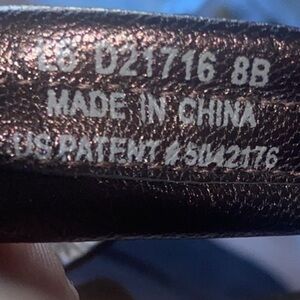 D21716 8B
MADE IN CHINA
US PATENT #5042176